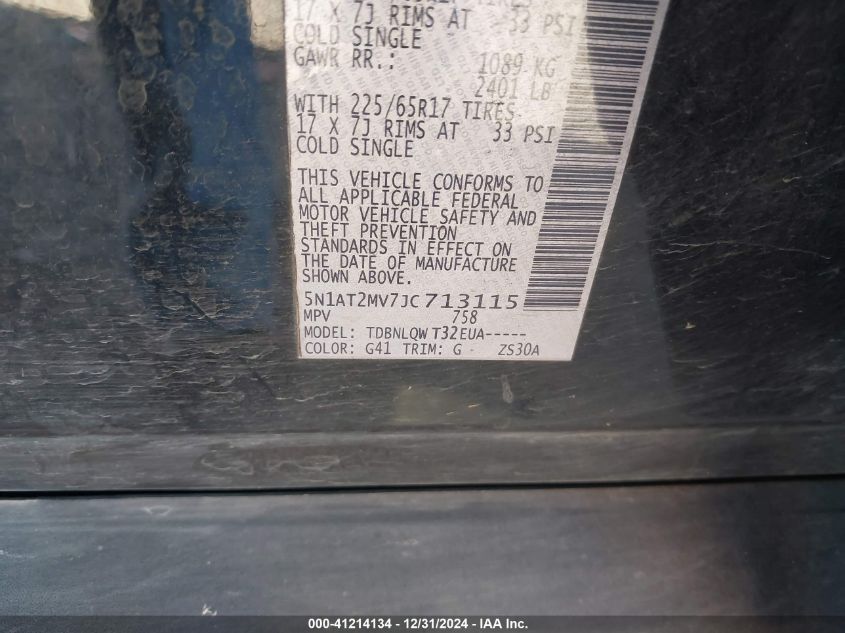 17 X 7J RIMS AT 33 PSI
COLD SINGLE
GAWR RR.: 1089 KG
2401 LB
WITH 225/65R17 TIRES
17 X 7J RIMS AT 33 PSI
COLD SINGLE
THIS VEHICLE CONFORMS TO
ALL APPLICABLE FEDERAL
MOTOR VEHICLE SAFETY AND
THEFT PREVENTION
STANDARDS IN EFFECT ON
THE DATE OF MANUFACTURE
SHOWN ABOVE.
5N1AT2MV7JC713115
MPV 758
MODEL: TDBNLQW T32EUA-----
COLOR: G41 TRIM: G - ZS30A
000-41214134 - 12/31/2024 - IAA Inc.